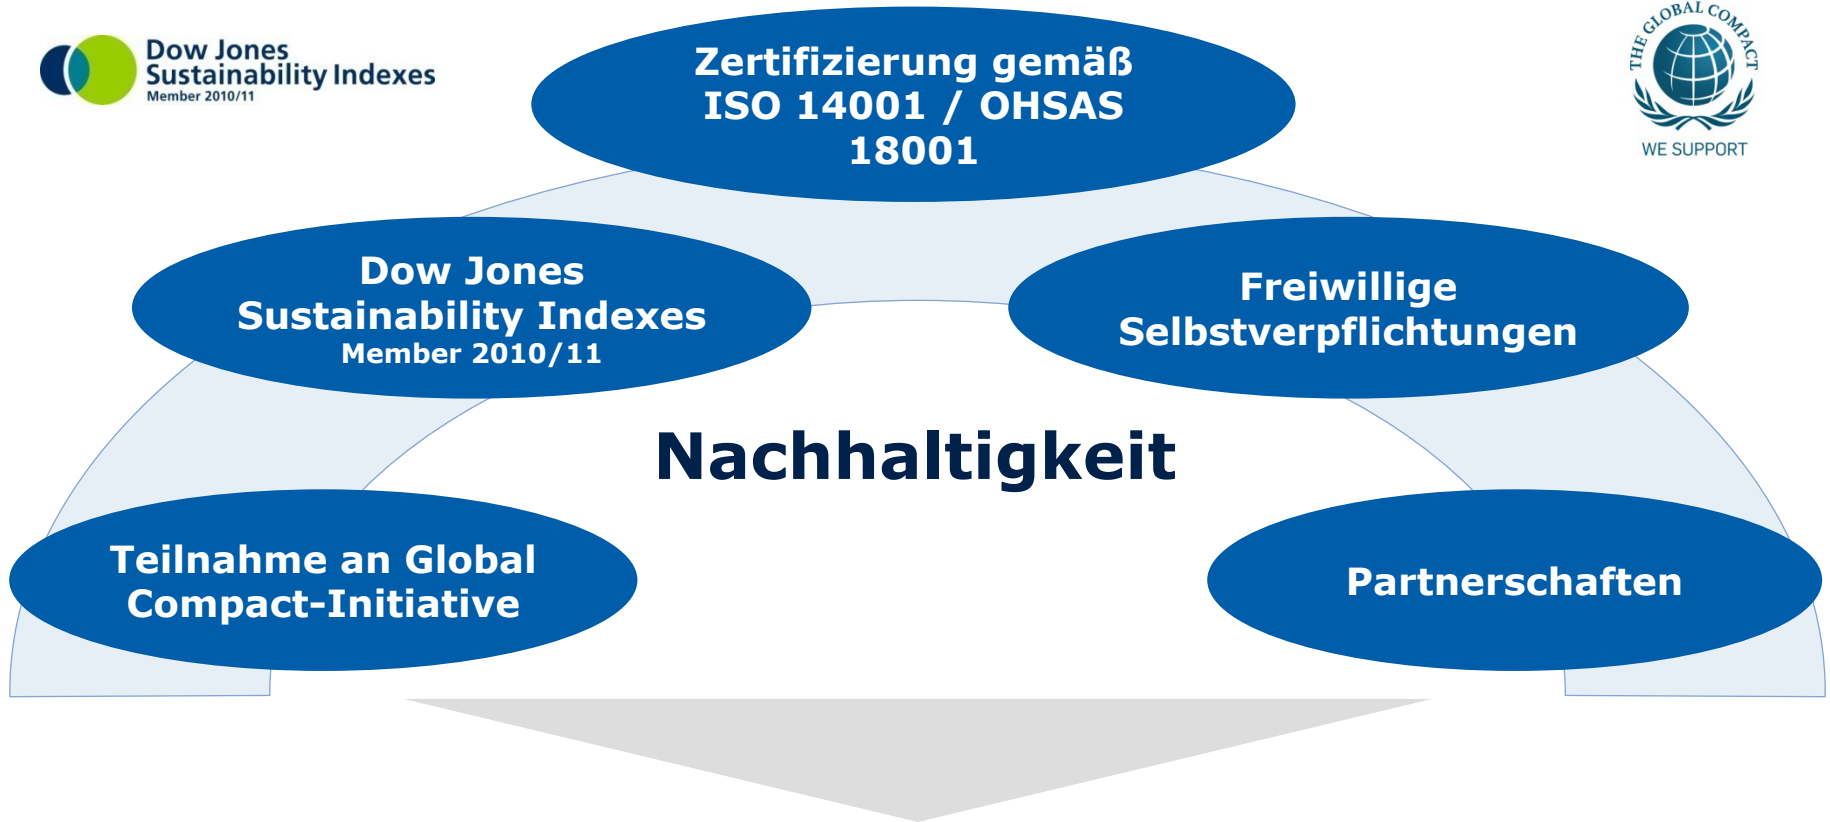 Dow Jones
Sustainability Indexes
Member 2010/11
Zertifizierung gemäß
ISO 14001 / OHSAS
18001
THE GLOBAL COMPACT
WE SUPPORT
Dow Jones
Sustainability Indexes
Member 2010/11
Freiwillige
Selbstverpflichtungen
Nachhaltigkeit
Teilnahme an Global
Compact-Initiative
Partnerschaften